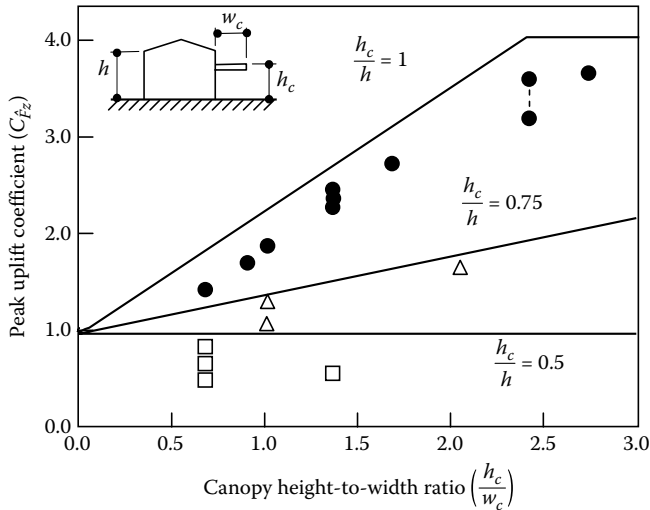 w_c
h
h_c
Peak uplift coefficient (C_{F̂z})
4.0
3.0
2.0
1.0
0.0
h_c/h = 1
h_c/h = 0.75
h_c/h = 0.5
0.0 0.5 1.0 1.5 2.0 2.5 3.0
Canopy height-to-width ratio (h_c/w_c)